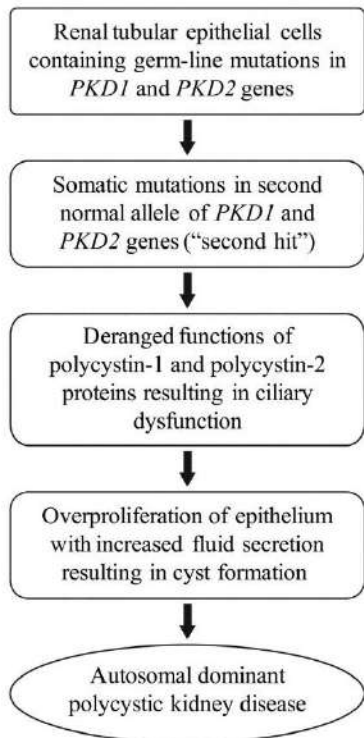 Renal tubular epithelial cells
containing germ-line mutations in
PKD1 and PKD2 genes
Somatic mutations in second
normal allele of PKD1 and
PKD2 genes (“second hit”)
Deranged functions of
polycystin-1 and polycystin-2
proteins resulting in ciliary
dysfunction
Overproliferation of epithelium
with increased fluid secretion
resulting in cyst formation
Autosomal dominant
polycystic kidney disease